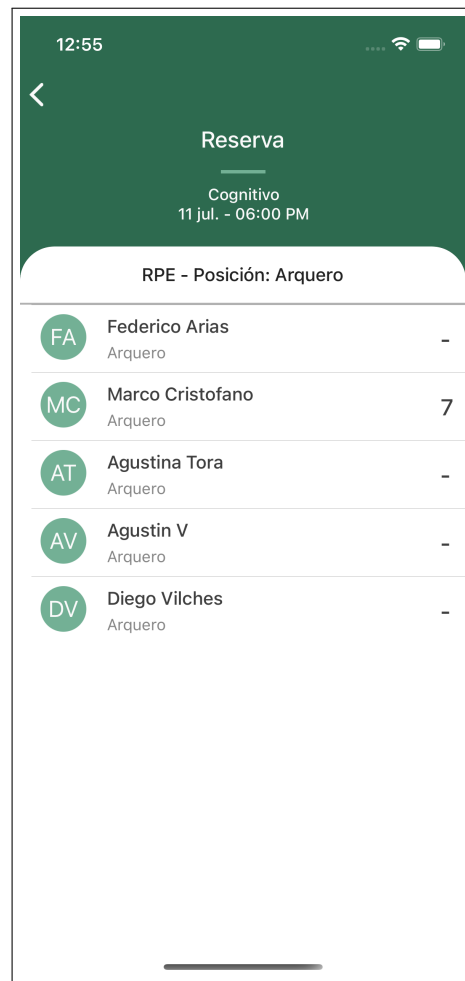 12:55
Reserva
Cognitivo
11 jul. - 06:00 PM
RPE - Posición: Arquero
FA
Federico Arias
Arquero
-
MC
Marco Cristofano
Arquero
7
AT
Agustina Tora
Arquero
-
AV
Agustin V
Arquero
-
DV
Diego Vilches
Arquero
-